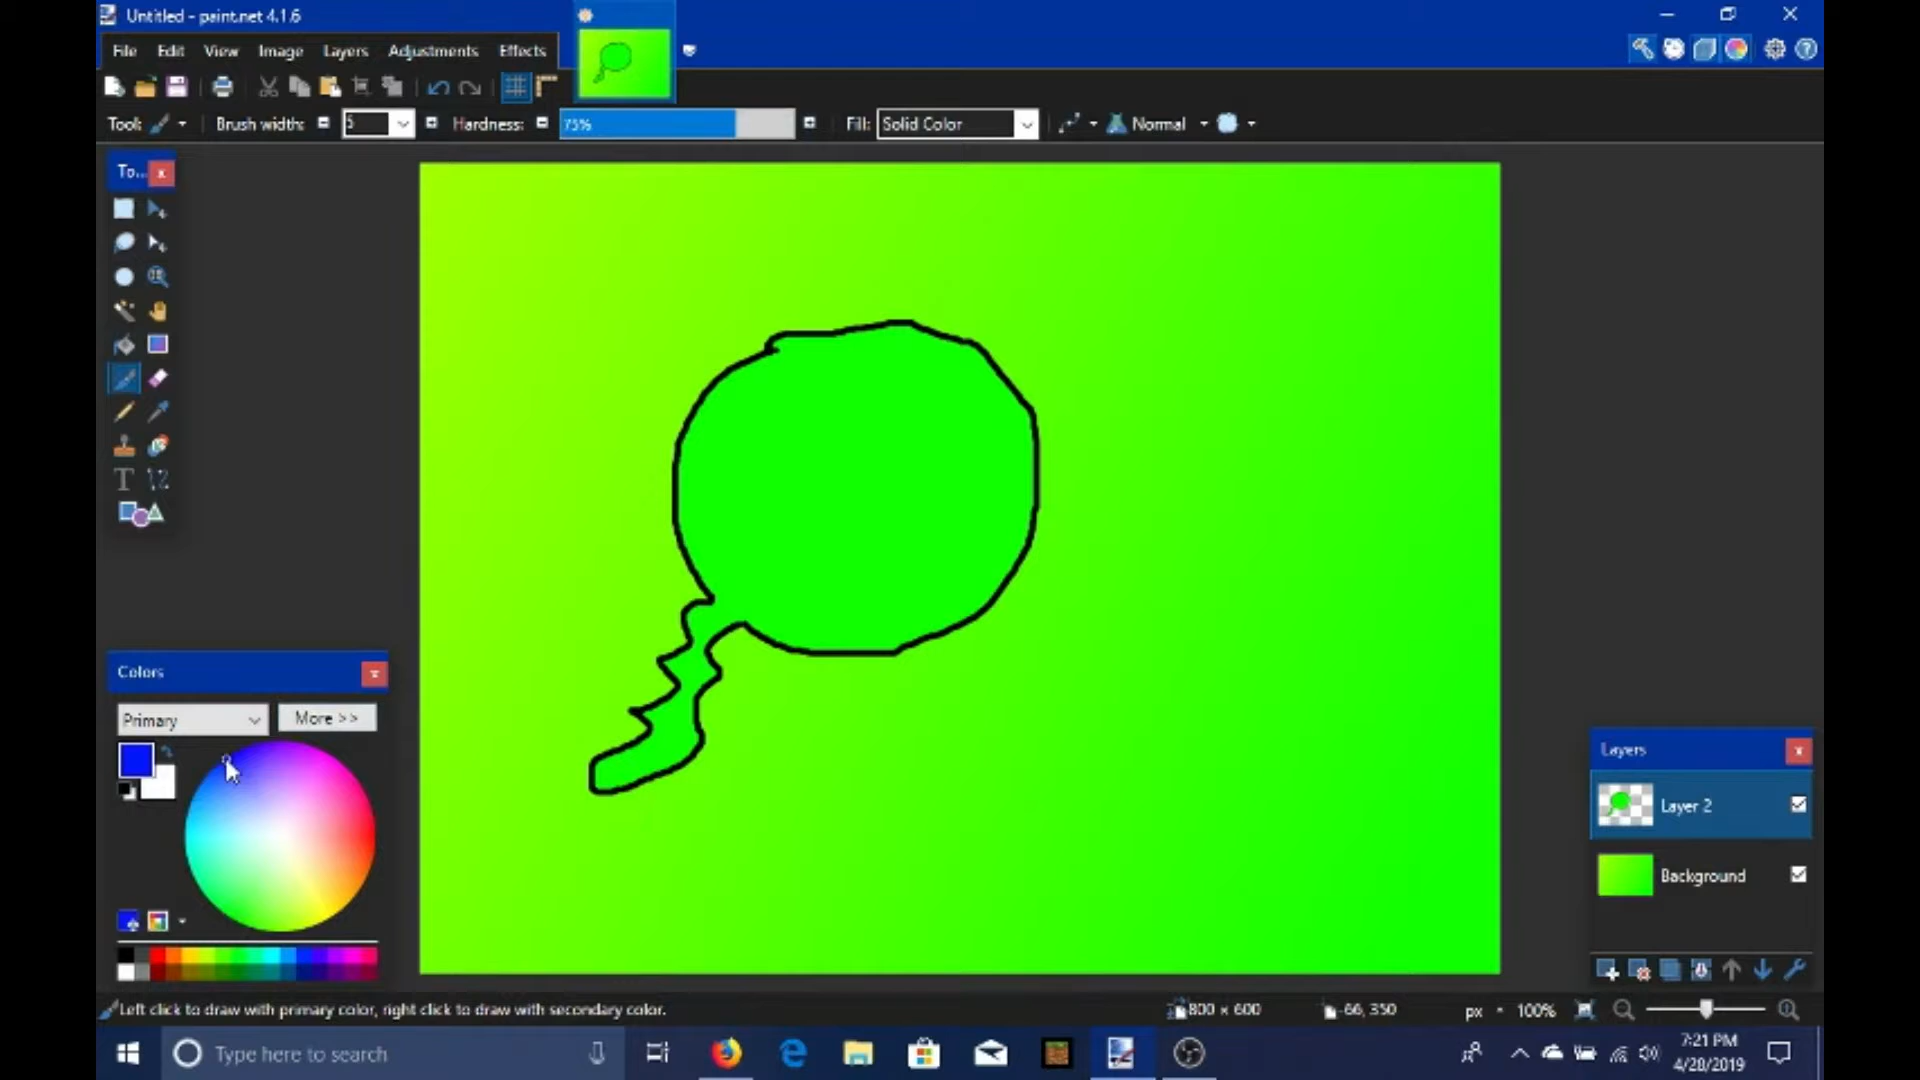 Untitled - paint.net 4.1.6
File Edit View Image Layers Adjustments Effects
Tool: Brush width: 5 Hardness: 75% Fill: Solid Color Normal
To...
T
Colors
Primary More >>
Layers
Layer 2
Background
Left click to draw with primary color, right click to draw with secondary color. 800 × 600 -66, 350 px 100%
Type here to search
7:21 PM
4/28/2019